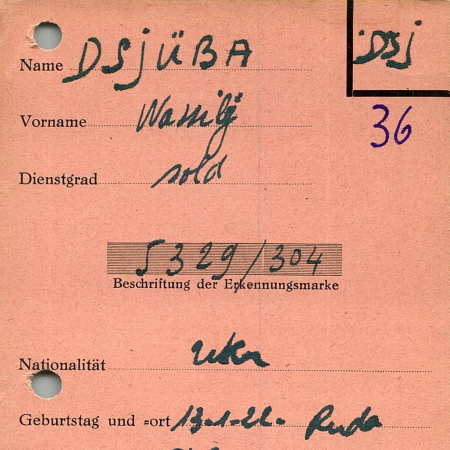 Name DSjÜBA
DSj
Vorname Wassilij
36
Dienstgrad sold
5329/304
Beschriftung der Erkennungsmarke
Nationalität Ukr
Geburtstag und -ort 13-1-22- Ruda